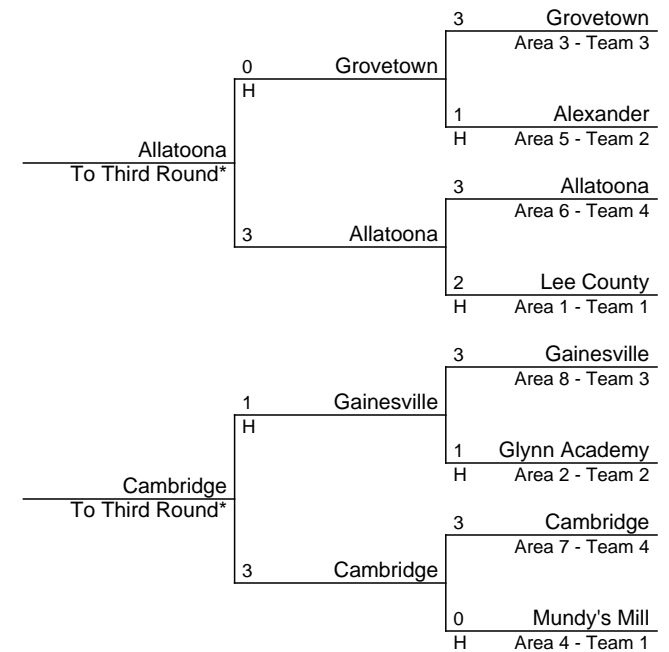 3 Grovetown
Area 3 - Team 3
0 Grovetown
H
1 Alexander
H Area 5 - Team 2
Allatoona
To Third Round*
3 Allatoona
Area 6 - Team 4
3 Allatoona
2 Lee County
H Area 1 - Team 1
3 Gainesville
Area 8 - Team 3
1 Gainesville
H
1 Glynn Academy
H Area 2 - Team 2
Cambridge
To Third Round*
3 Cambridge
Area 7 - Team 4
3 Cambridge
0 Mundy's Mill
H Area 4 - Team 1